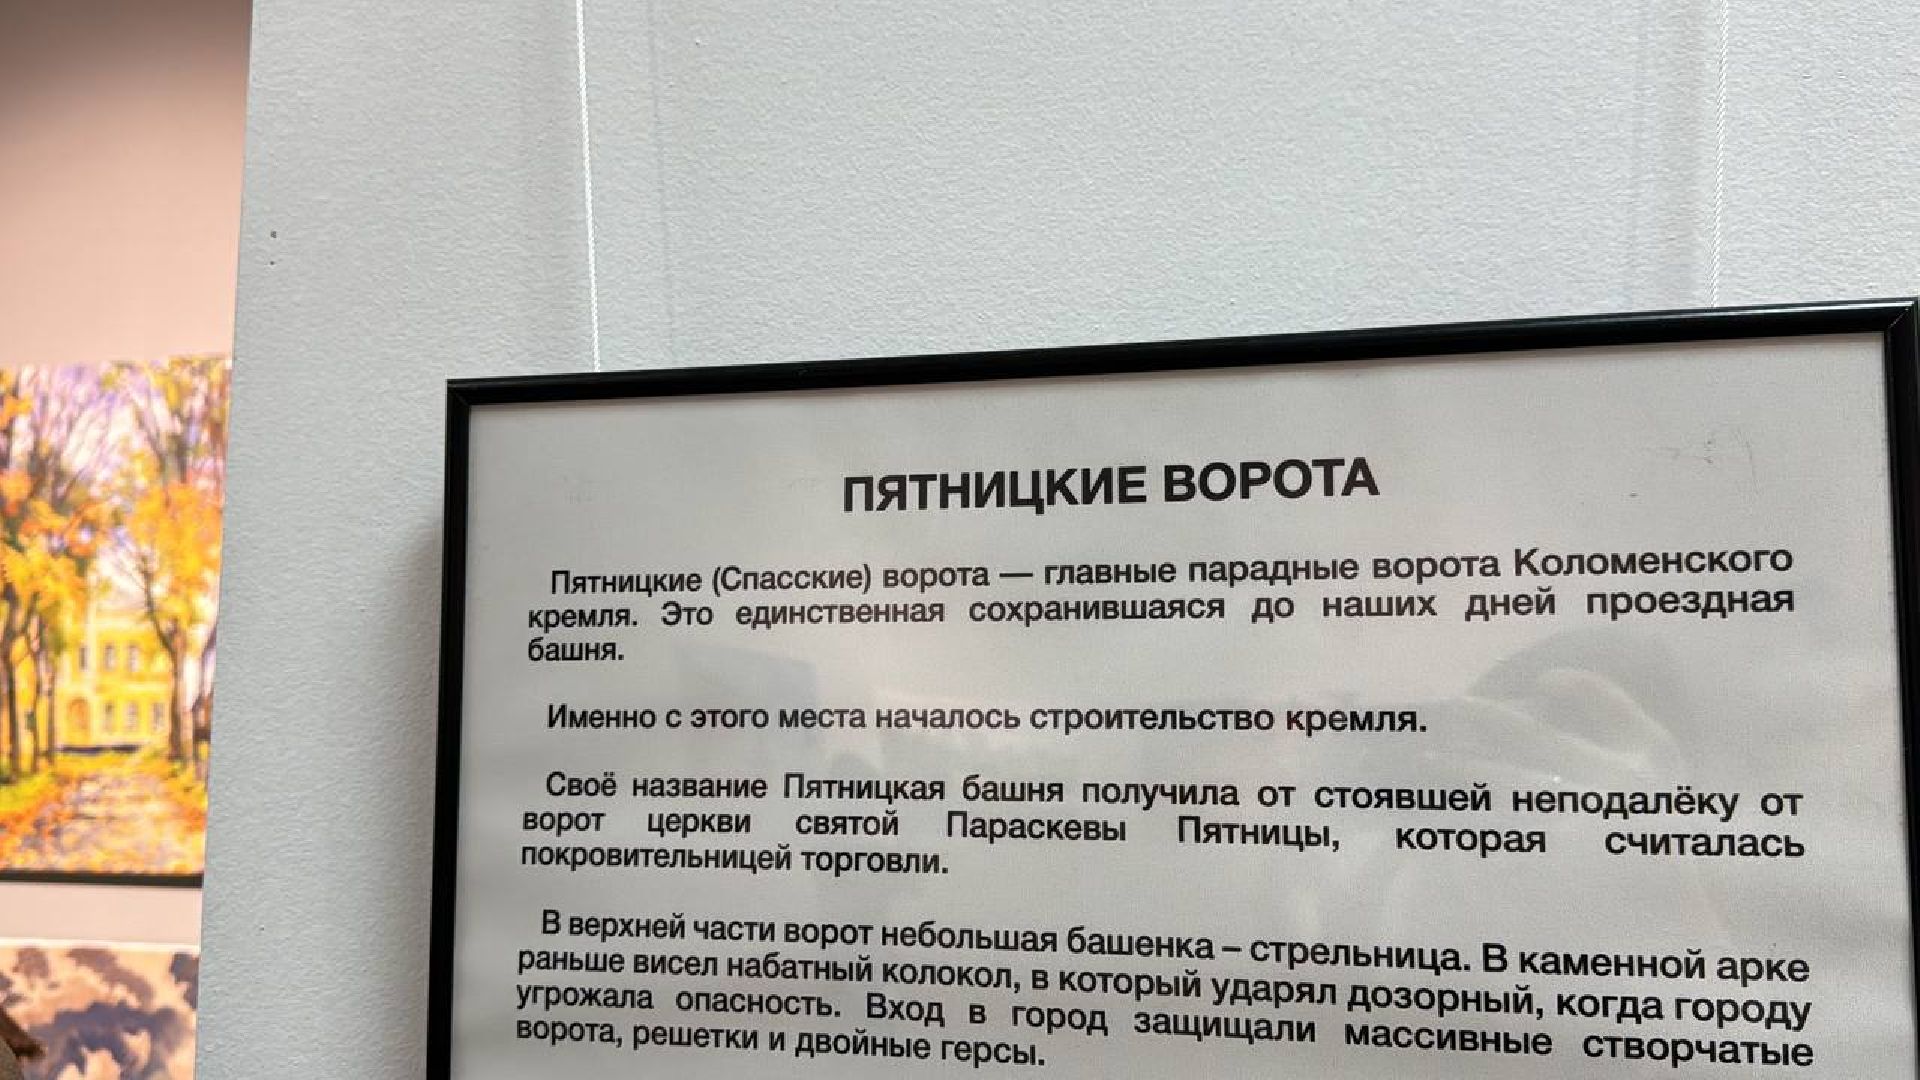 ПЯТНИЦКИЕ ВОРОТА
Пятницкие (Спасские) ворота — главные парадные ворота Коломенского
кремля. Это единственная сохранившаяся до наших дней проездная
башня.
Именно с этого места началось строительство кремля.
Своё название Пятницкая башня получила от стоявшей неподалёку от
ворот церкви святой Параскевы Пятницы, которая считалась
покровительницей торговли.
В верхней части ворот небольшая башенка – стрельница. В каменной арке
раньше висел набатный колокол, в который ударял дозорный, когда городу
угрожала опасность. Вход в город защищали массивные створчатые
ворота, решетки и двойные герсы.